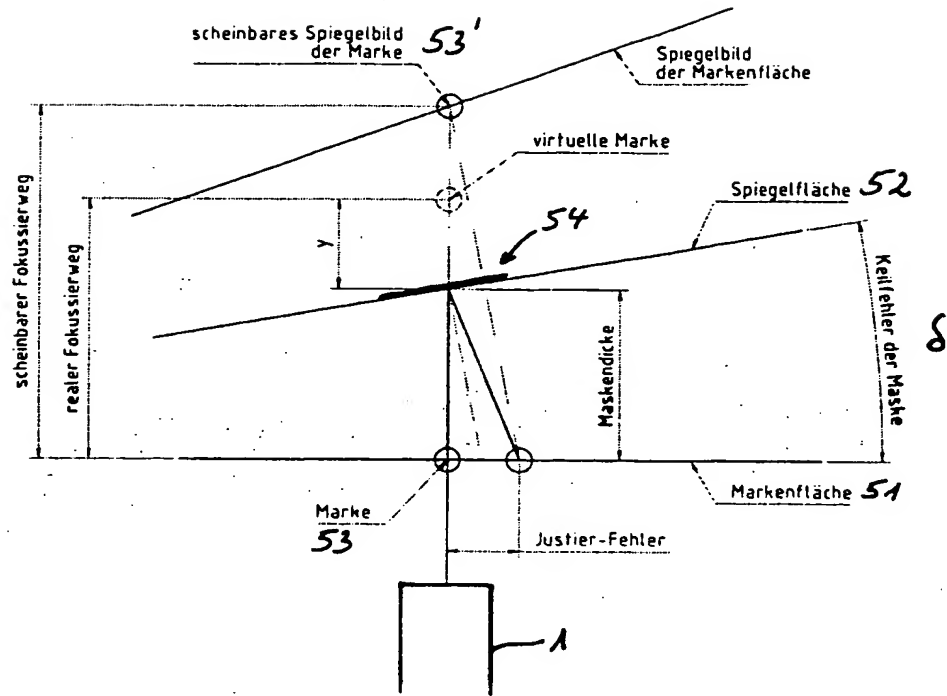 scheinbares Spiegelbild
der Marke
53'
Spiegelbild
der Markenfläche
virtuelle Marke
Spiegelfläche 52
54
y
scheinbarer Fokussierweg
realer Fokussierweg
Maskendicke
Keilfehler der Maske
δ
Markenfläche 51
Marke
53
Justier-Fehler
1